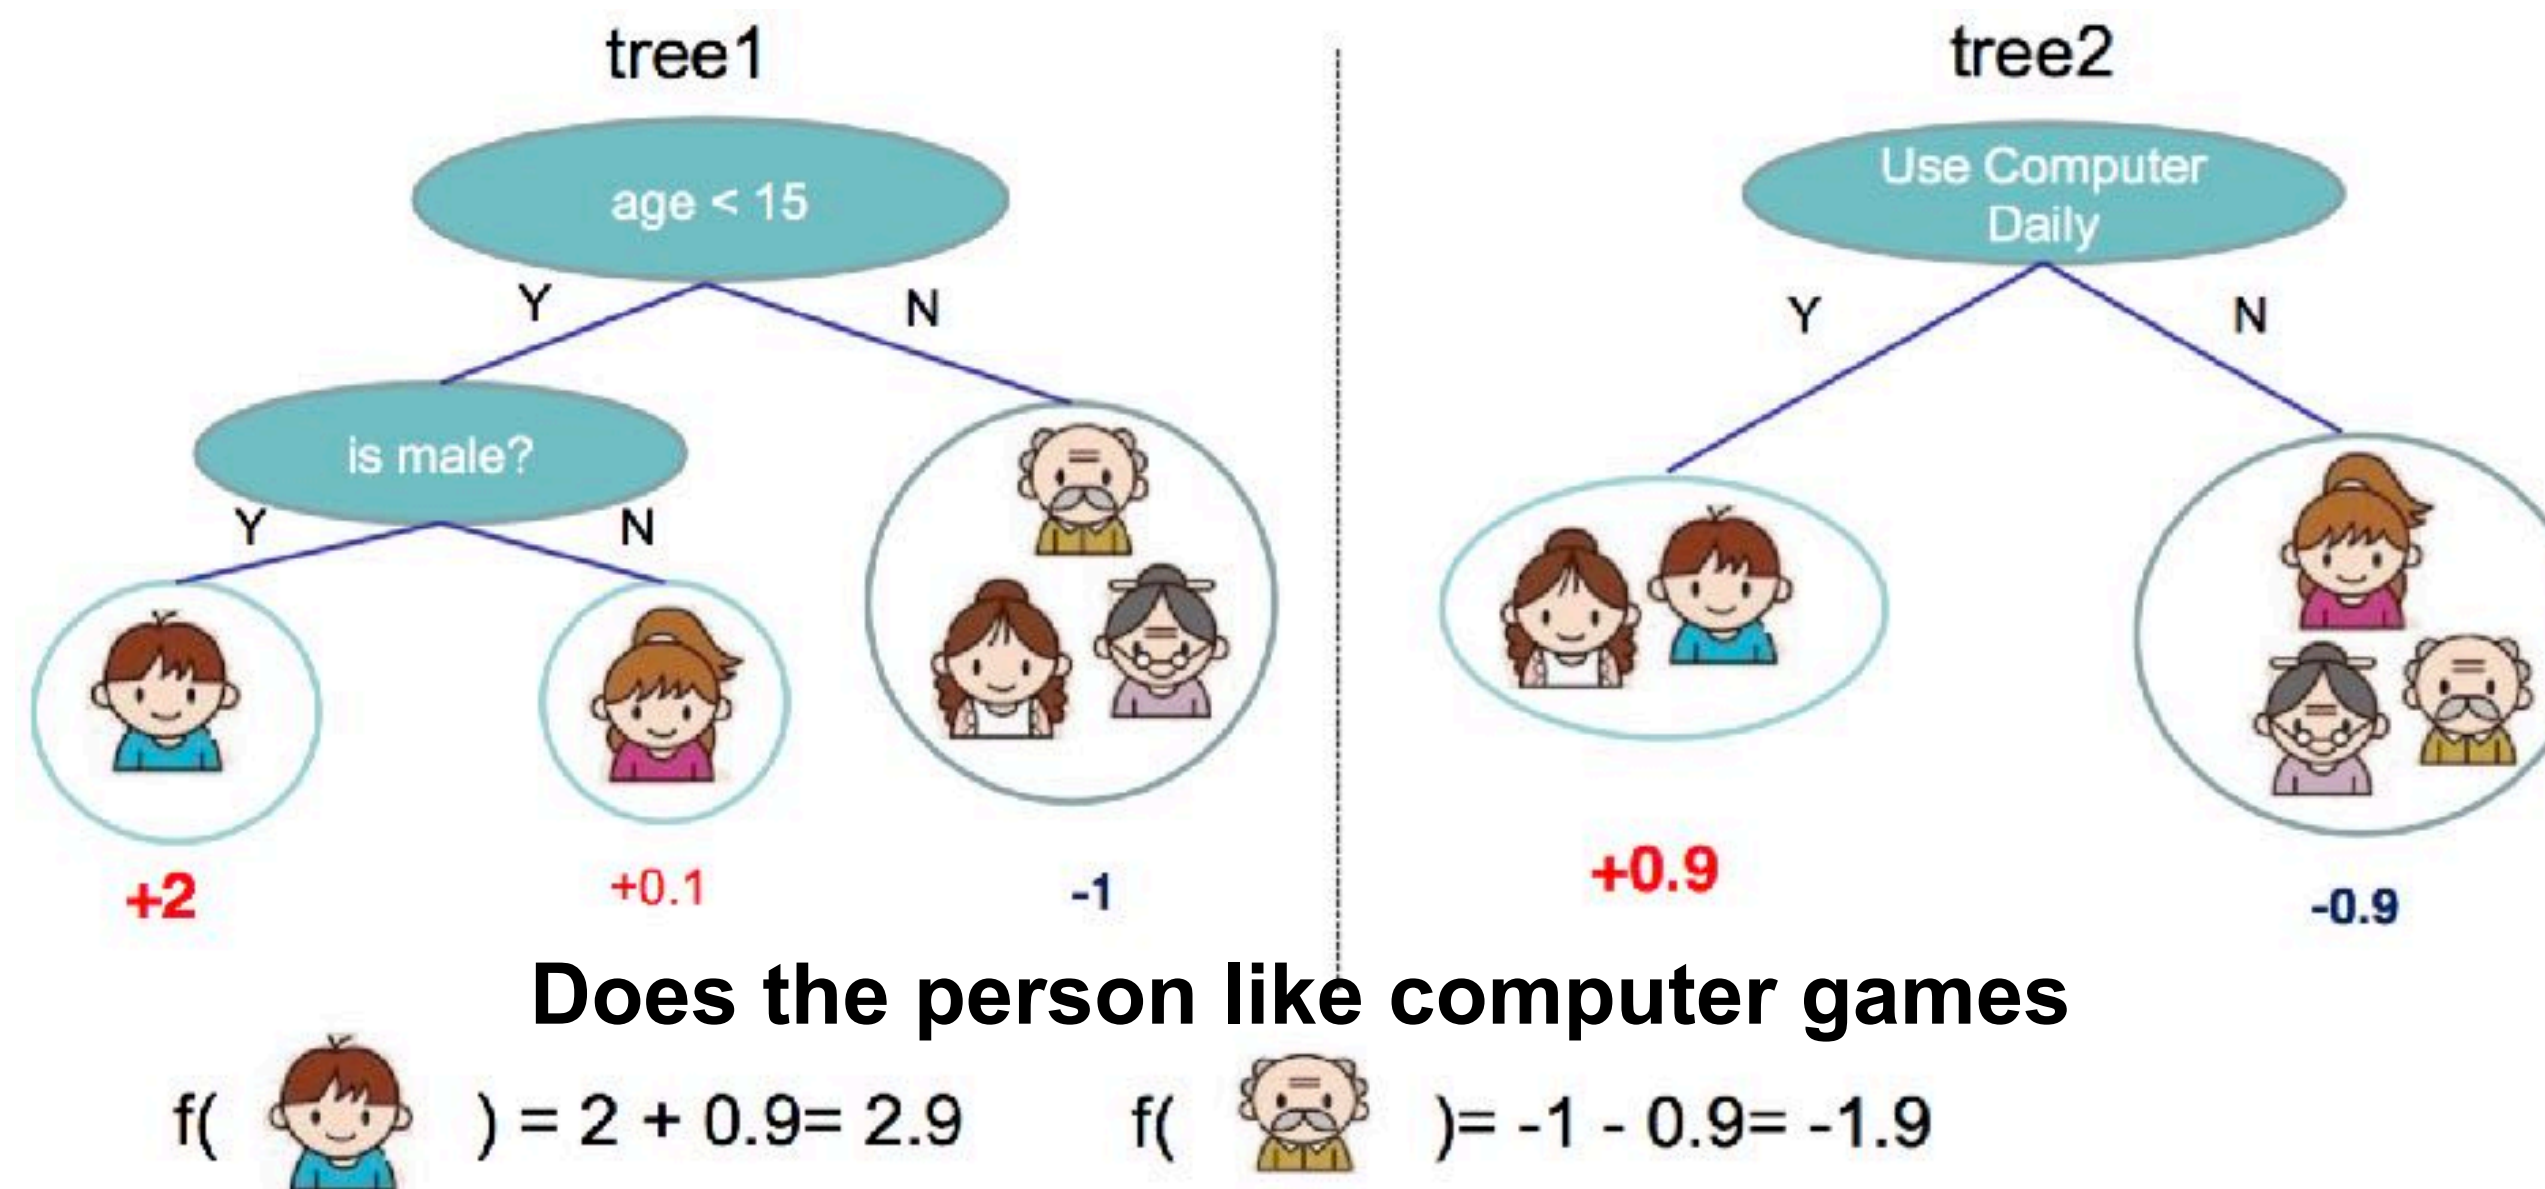 tree1
age < 15
Y
N
is male?
Y
N
+2
+0.1
-1
tree2
Use Computer
Daily
Y
N
+0.9
-0.9
Does the person like computer games
f( ) = 2 + 0.9= 2.9
f( )= -1 - 0.9= -1.9